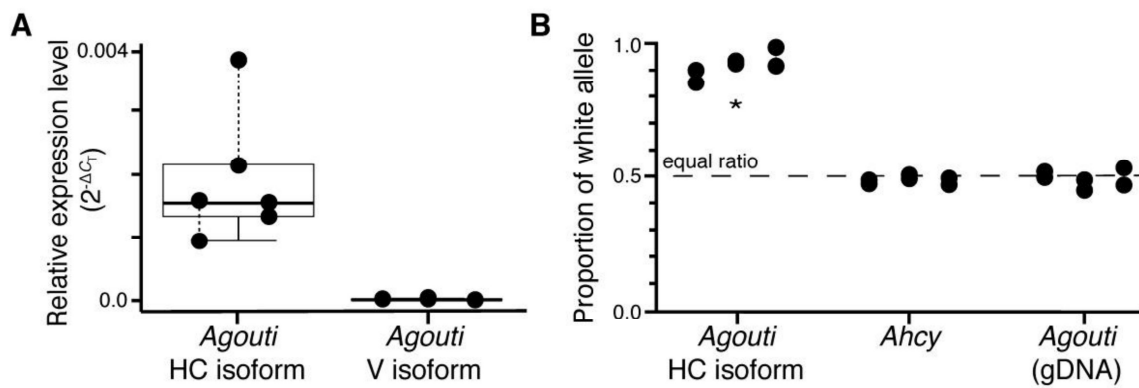 A
Relative expression level
(2^-ΔC_T)
0.004
0.0
Agouti
HC isoform
Agouti
V isoform
B
Proportion of white allele
1.0
0.5
0.0
equal ratio
*
Agouti
HC isoform
Ahcy
Agouti
(gDNA)